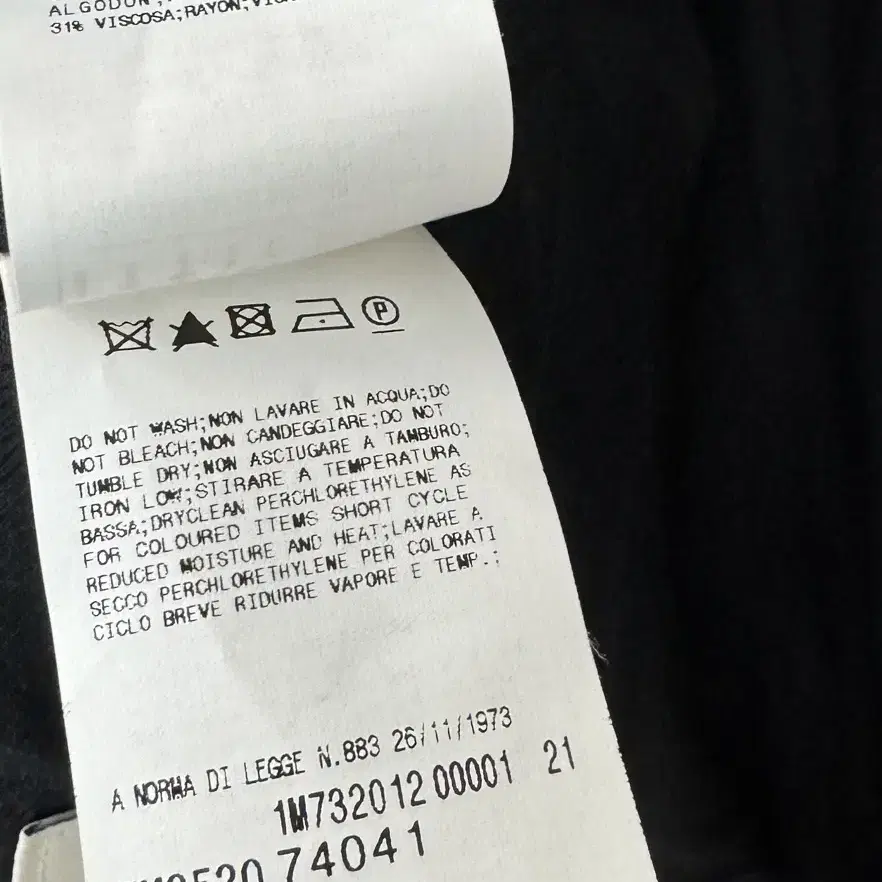 ALGODON
31% VISCOSA;RAYON;
P
DO NOT WASH;NON LAVARE IN ACQUA;DO
NOT BLEACH;NON CANDEGGIARE;DO NOT
TUMBLE DRY;NON ASCIUGARE A TAMBURO;
IRON LOW;STIRARE A TEMPERATURA
BASSA;DRYCLEAN PERCHLORETHYLENE AS
FOR COLOURED ITEMS SHORT CYCLE
REDUCED MOISTURE AND HEAT;LAVARE A
SECCO PERCHLORETHYLENE PER COLORATI
CICLO BREVE RIDURRE VAPORE E TEMP.;
A NORMA DI LEGGE N.883 26/11/1973
1M732012 00001 21
74041